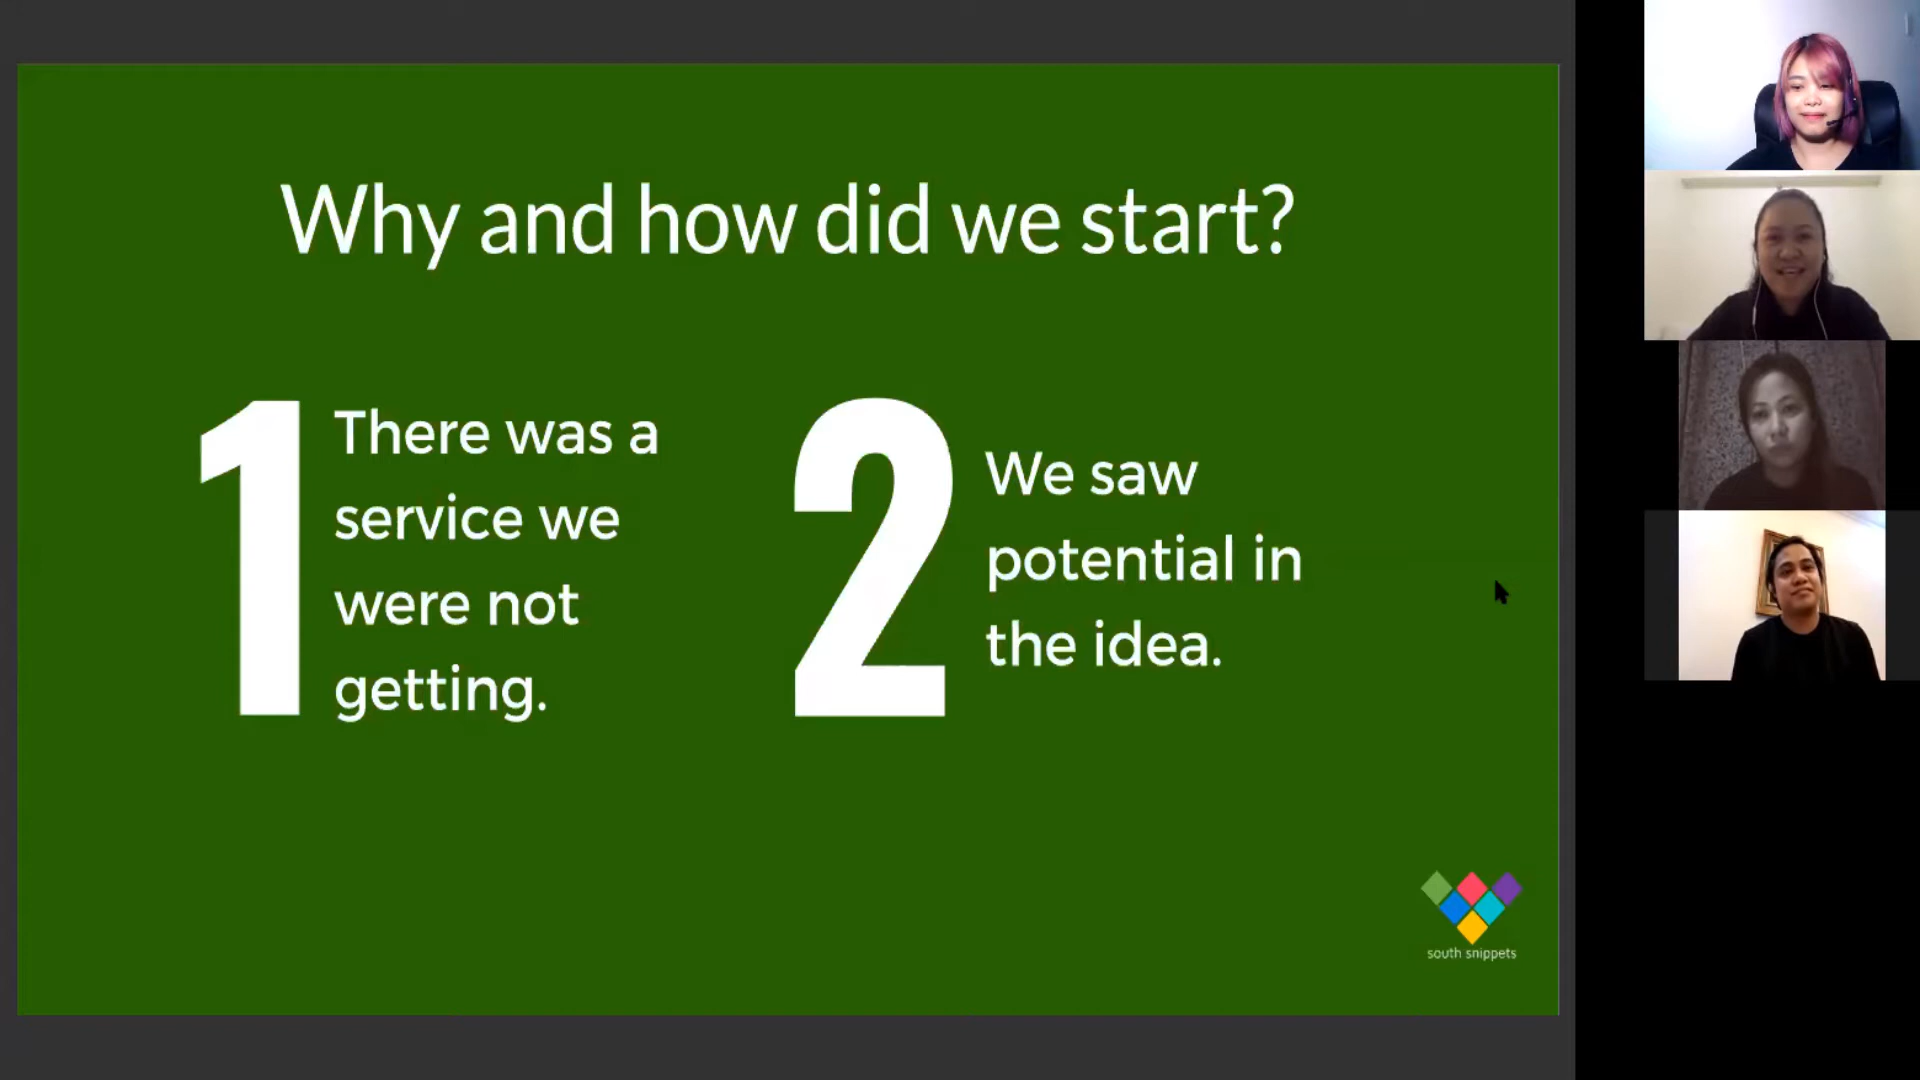 Why and how did we start?
1
There was a
service we
were not
getting.
2
We saw
potential in
the idea.
south snippets